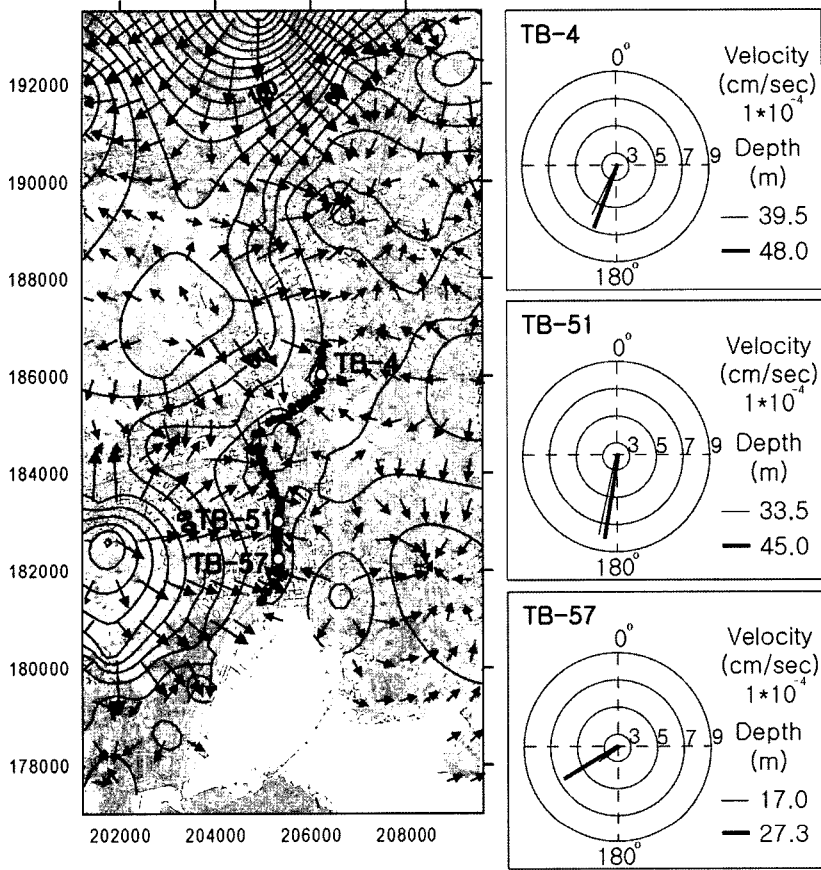 192000
190000
188000
186000
184000
182000
180000
178000
202000 204000 206000 208000
TB-4
TB-51
TB-57
TB-4
0°
180°
3 5 7 9
Velocity
(cm/sec)
1*10⁻⁴
Depth
(m)
39.5
48.0
TB-51
0°
180°
3 5 7 9
Velocity
(cm/sec)
1*10⁻⁴
Depth
(m)
33.5
45.0
TB-57
0°
180°
3 5 7 9
Velocity
(cm/sec)
1*10⁻⁴
Depth
(m)
17.0
27.3